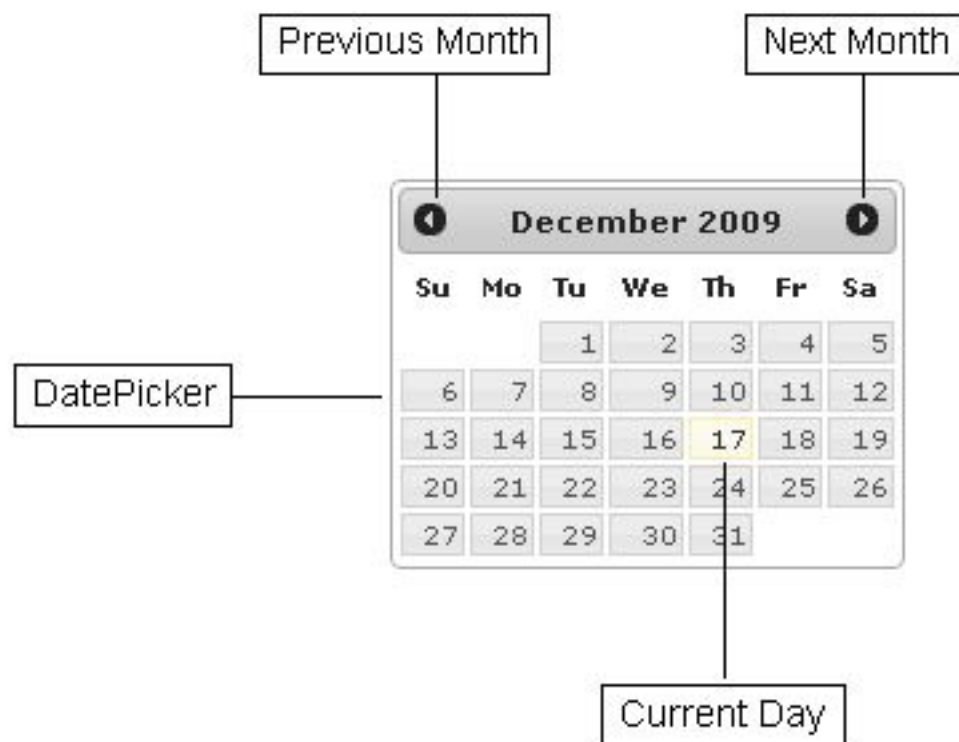 Previous Month
Next Month
December 2009
Su Mo Tu We Th Fr Sa
1 2 3 4 5
DatePicker
6 7 8 9 10 11 12
13 14 15 16 17 18 19
20 21 22 23 24 25 26
27 28 29 30 31
Current Day